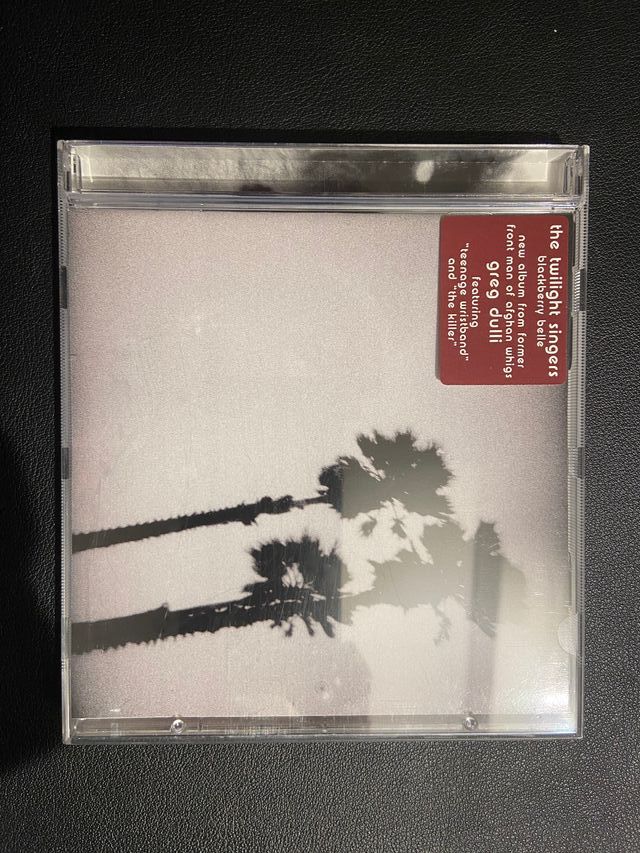 the twilight singers
blackberry belle
new album from former
front man of afghan whigs
greg dulli
featuring
"teenage wristband"
and "the killer"